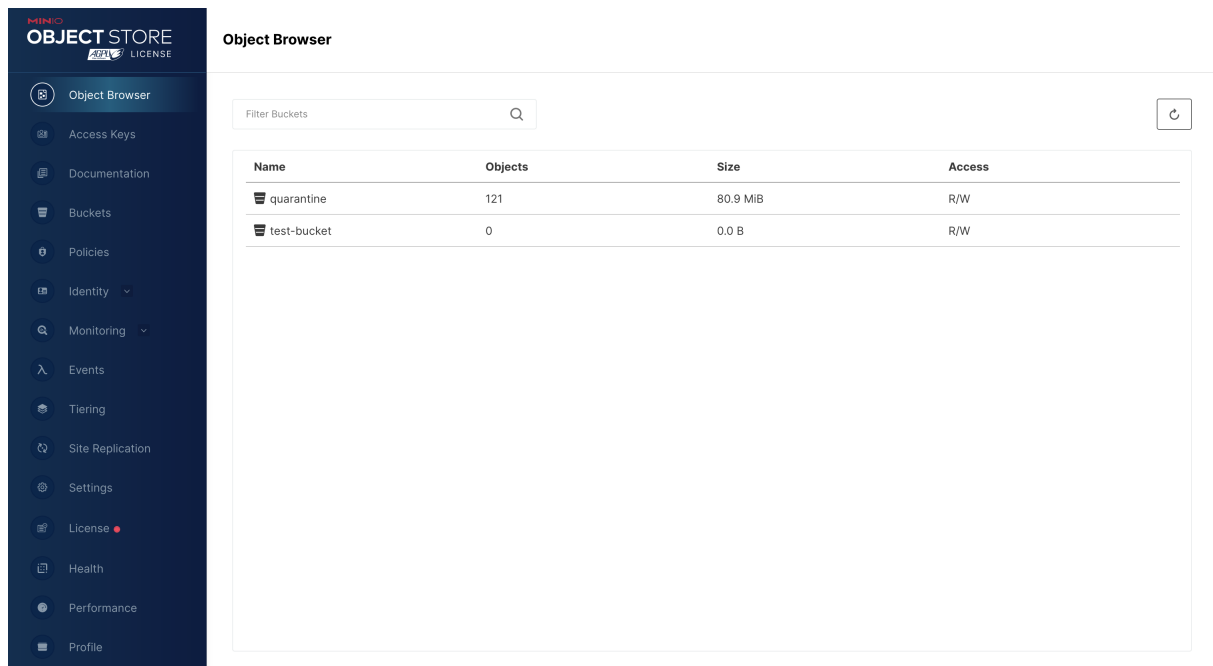 MINIO
OBJECT STORE
AGPLV3 LICENSE
Object Browser
Access Keys
Documentation
Buckets
Policies
Identity
Monitoring
Events
Tiering
Site Replication
Settings
License
Health
Performance
Profile
Object Browser
Filter Buckets
Name Objects Size Access
quarantine 121 80.9 MiB R/W
test-bucket 0 0.0 B R/W